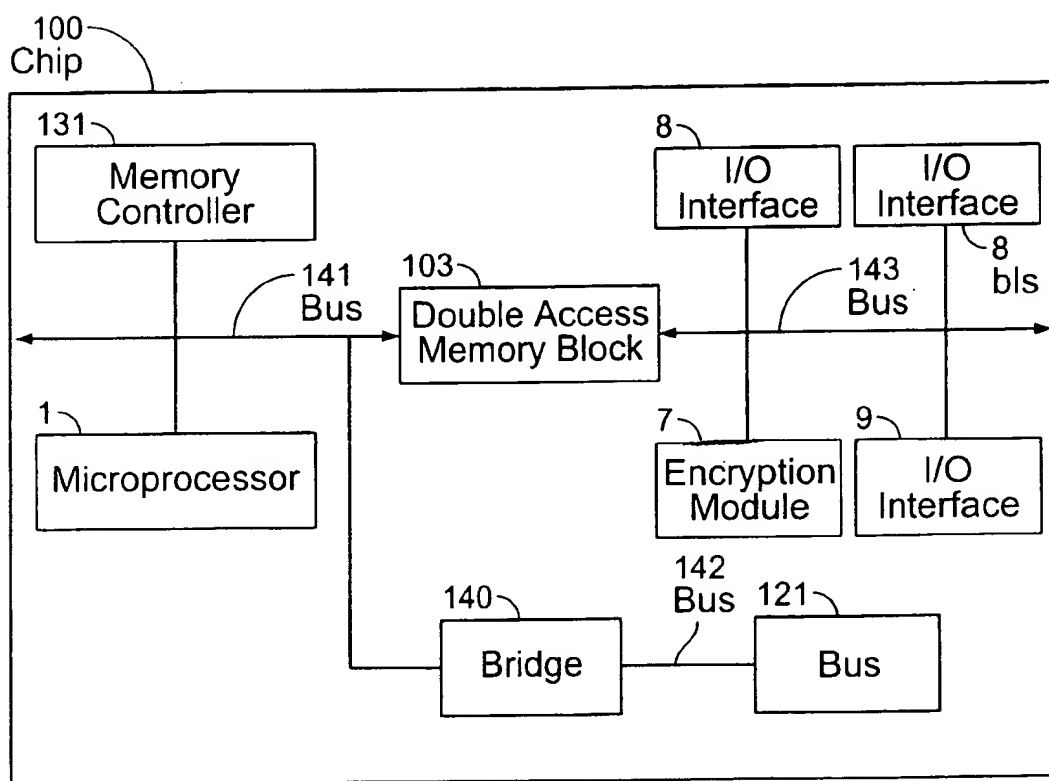 100
Chip
131
Memory
Controller
8
I/O
Interface
I/O
Interface
8
bls
141
Bus
103
Double Access
Memory Block
143
Bus
1
Microprocessor
7
Encryption
Module
9
I/O
Interface
140
Bridge
142
Bus
121
Bus